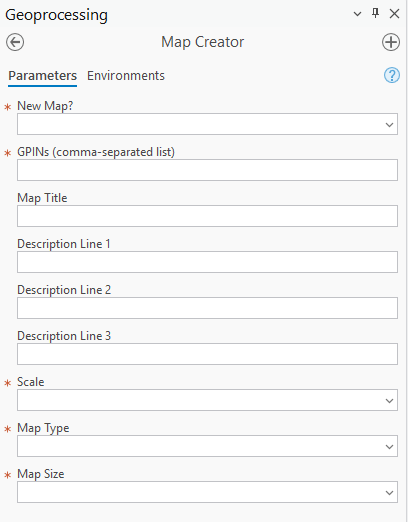 Geoprocessing
Map Creator
Parameters Environments
?
* New Map?
* GPINs (comma-separated list)
Map Title
Description Line 1
Description Line 2
Description Line 3
* Scale
* Map Type
* Map Size